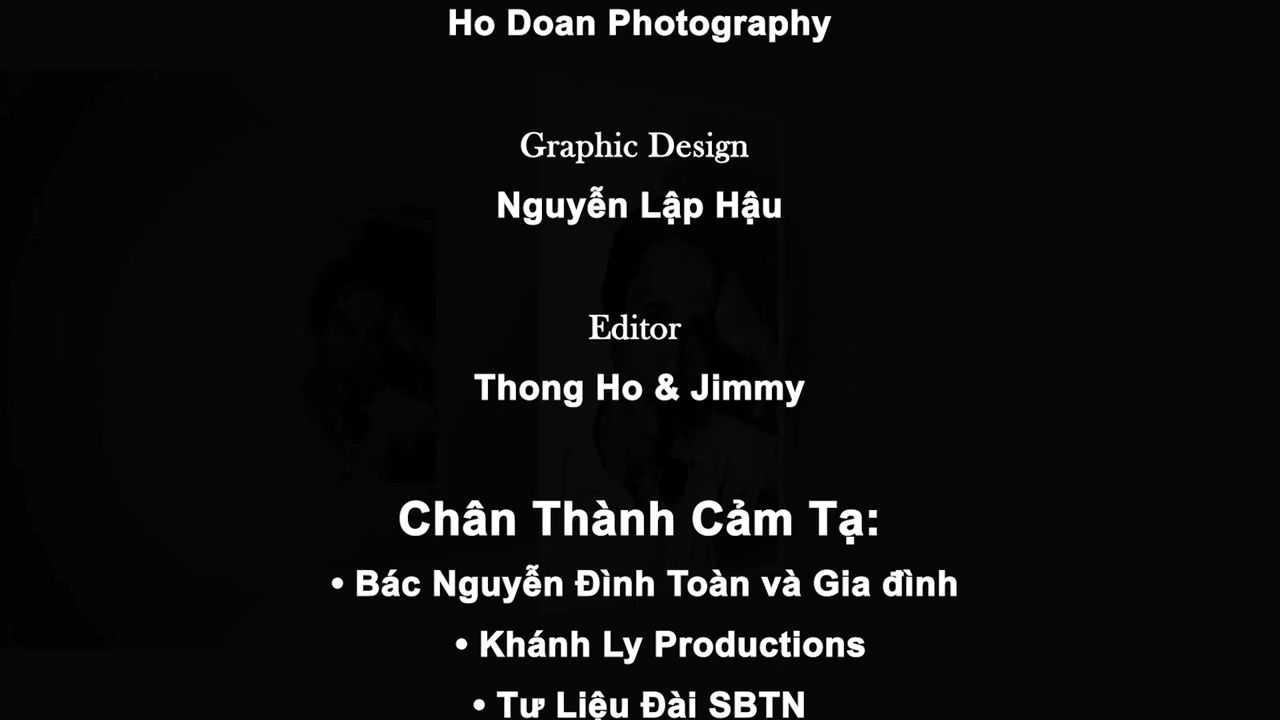 Ho Doan Photography
Graphic Design
Nguyễn Lập Hậu
Editor
Thong Ho & Jimmy
Chân Thành Cảm Tạ:
• Bác Nguyễn Đình Toàn và Gia đình
• Khánh Ly Productions
• Tư Liệu Đài SBTN